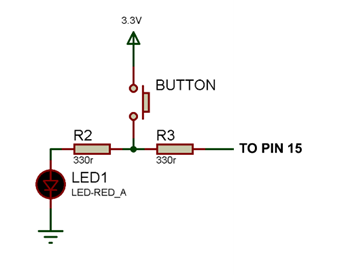 3.3V
BUTTON
R2
R3
330r
330r
TO PIN 15
LED1
LED-RED_A